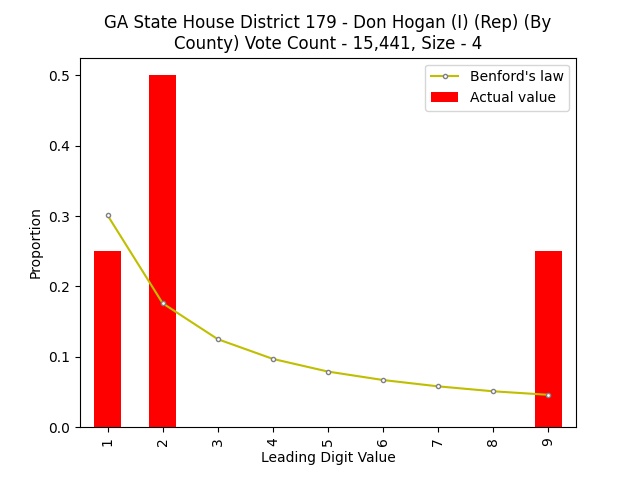 GA State House District 179 - Don Hogan (I) (Rep) (By
County) Vote Count - 15,441, Size - 4
Benford's law
Actual value
0.5
0.4
0.3
0.2
0.1
0.0
Proportion
1 2 3 4 5 6 7 8 9
Leading Digit Value